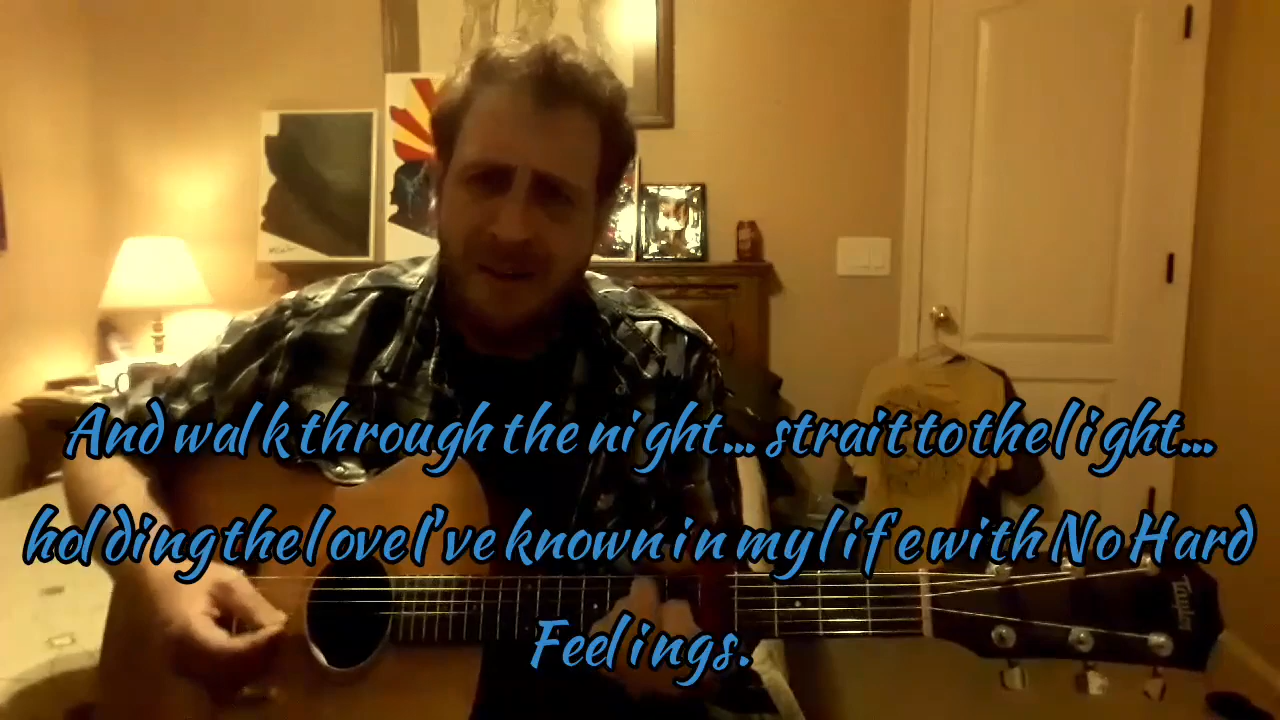 And walk through the night... strait to the light...
holding the love I've known in my life with No Hard
Feelings.
Taylor